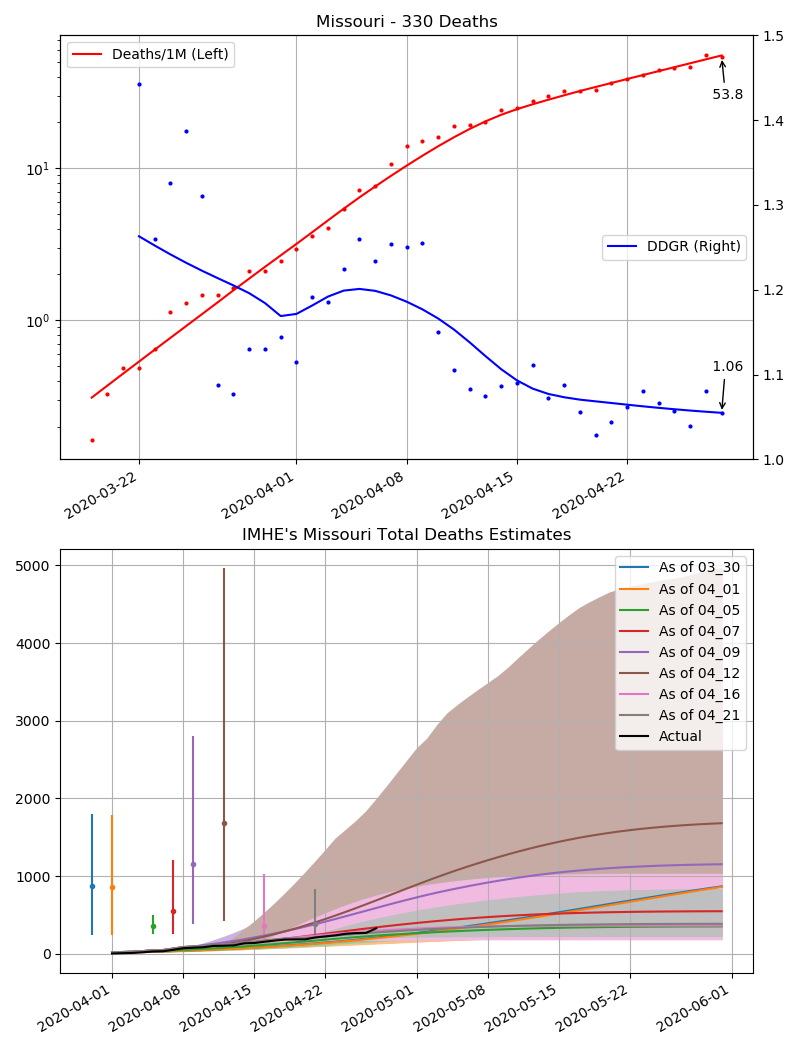 Missouri - 330 Deaths
Deaths/1M (Left)
DDGR (Right)
53.8
1.06
10¹
10⁰
1.5
1.4
1.3
1.2
1.1
1.0
2020-03-22
2020-04-01
2020-04-08
2020-04-15
2020-04-22
IMHE's Missouri Total Deaths Estimates
5000
4000
3000
2000
1000
0
As of 03_30
As of 04_01
As of 04_05
As of 04_07
As of 04_09
As of 04_12
As of 04_16
As of 04_21
Actual
2020-04-01
2020-04-08
2020-04-15
2020-04-22
2020-05-01
2020-05-08
2020-05-15
2020-05-22
2020-06-01